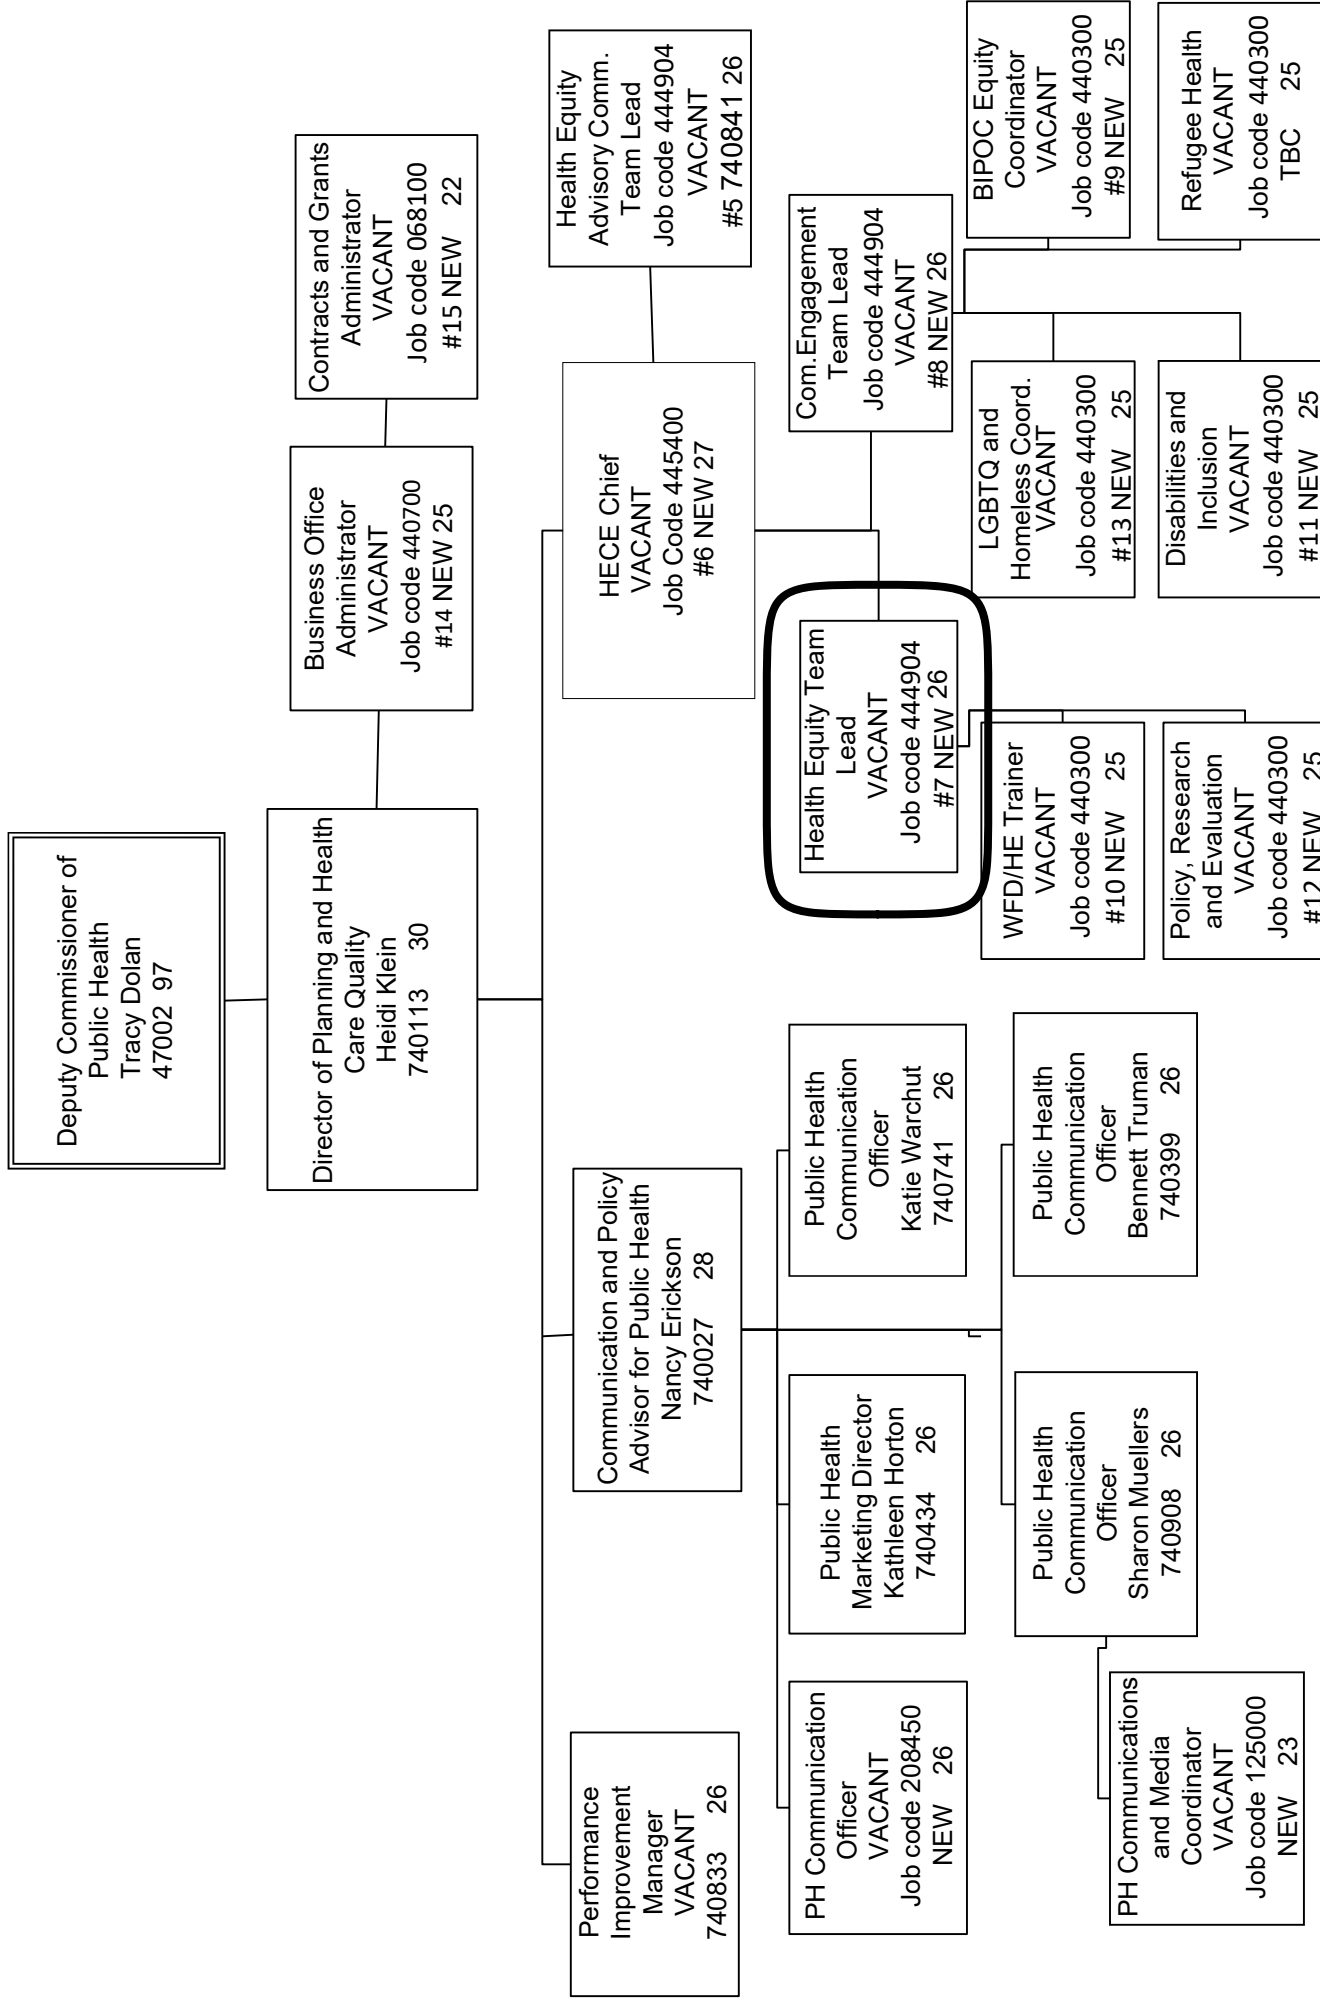 Deputy Commissioner of
Public Health
Tracy Dolan
47002 97
Director of Planning and Health
Care Quality
Heidi Klein
740113 30
Business Office
Administrator
VACANT
Job code 440700
#14 NEW 25
Contracts and Grants
Administrator
VACANT
Job code 068100
#15 NEW 22
Performance
Improvement
Manager
VACANT
740833 26
Communication and Policy
Advisor for Public Health
Nancy Erickson
740027 28
HECE Chief
VACANT
Job Code 445400
#6 NEW 27
Health Equity
Advisory Comm.
Team Lead
Job code 444904
VACANT
#5 740841 26
PH Communication
Officer
VACANT
Job code 208450
NEW 26
Public Health
Marketing Director
Kathleen Horton
740434 26
Public Health
Communication
Officer
Katie Warchut
740741 26
Health Equity Team
Lead
VACANT
Job code 444904
#7 NEW 26
Com.Engagement
Team Lead
Job code 444904
VACANT
#8 NEW 26
PH Communications
and Media
Coordinator
VACANT
Job code 125000
NEW 23
Public Health
Communication
Officer
Sharon Muellers
740908 26
Public Health
Communication
Officer
Bennett Truman
740399 26
WFD/HE Trainer
VACANT
Job code 440300
#10 NEW 25
LGBTQ and
Homeless Coord.
VACANT
Job code 440300
#13 NEW 25
BIPOC Equity
Coordinator
VACANT
Job code 440300
#9 NEW 25
Policy, Research
and Evaluation
VACANT
Job code 440300
#12 NEW 25
Disabilities and
Inclusion
VACANT
Job code 440300
#11 NEW 25
Refugee Health
VACANT
Job code 440300
TBC 25